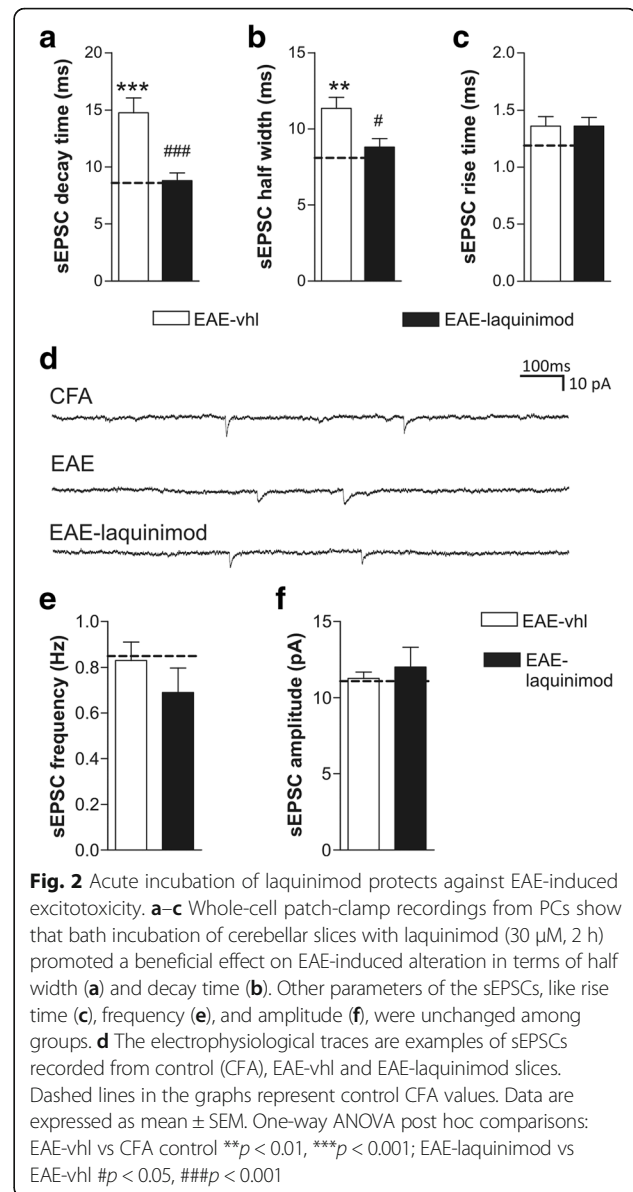 a
b
c
sEPSC decay time (ms)
20
15
10
5
0
***
###
sEPSC half width (ms)
15
10
5
0
**
#
sEPSC rise time (ms)
2.0
1.5
1.0
0.5
0.0
EAE-vhl
EAE-laquinimod
d
100ms
10 pA
CFA
EAE
EAE-laquinimod
e
f
sEPSC frequency (Hz)
1.0
0.8
0.6
0.4
0.2
0.0
sEPSC amplitude (pA)
15
10
5
0
EAE-vhl
EAE-
laquinimod
Fig. 2 Acute incubation of laquinimod protects against EAE-induced
excitotoxicity. a–c Whole-cell patch-clamp recordings from PCs show
that bath incubation of cerebellar slices with laquinimod (30 μM, 2 h)
promoted a beneficial effect on EAE-induced alteration in terms of half
width (a) and decay time (b). Other parameters of the sEPSCs, like rise
time (c), frequency (e), and amplitude (f), were unchanged among
groups. d The electrophysiological traces are examples of sEPSCs
recorded from control (CFA), EAE-vhl and EAE-laquinimod slices.
Dashed lines in the graphs represent control CFA values. Data are
expressed as mean ± SEM. One-way ANOVA post hoc comparisons:
EAE-vhl vs CFA control **p < 0.01, ***p < 0.001; EAE-laquinimod vs
EAE-vhl #p < 0.05, ###p < 0.001